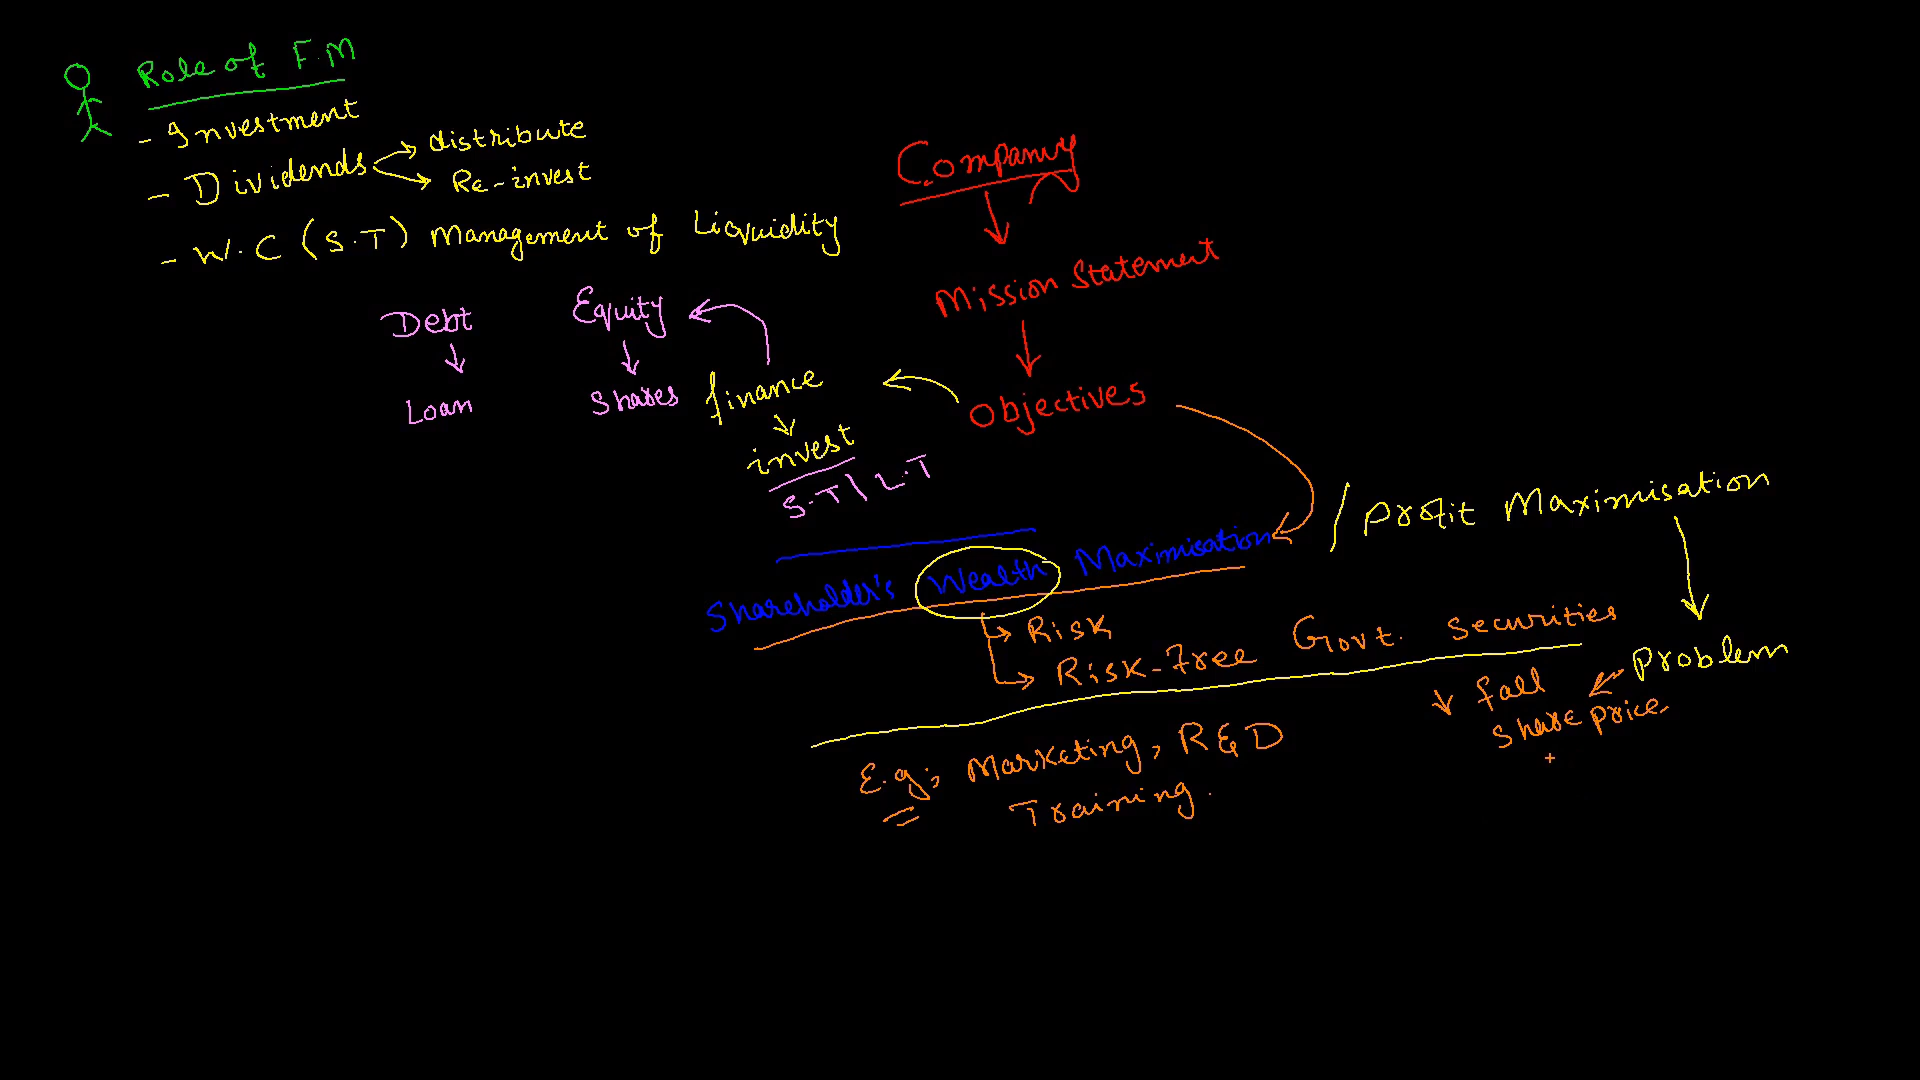 Role of F.M
- Investment
- Dividends
distribute
Re-invest
- W.C (S.T) Management of Liquidity
Company
Mission Statement
Objectives
Debt
Equity
Loan
Shares
finance
invest
S.T \ L.T
/ Profit Maximisation
Shareholder's Wealth Maximisation
Risk
Risk-Free Govt. Securities
Problem
fall
Share price
E.g; Marketing, R&D
Training.